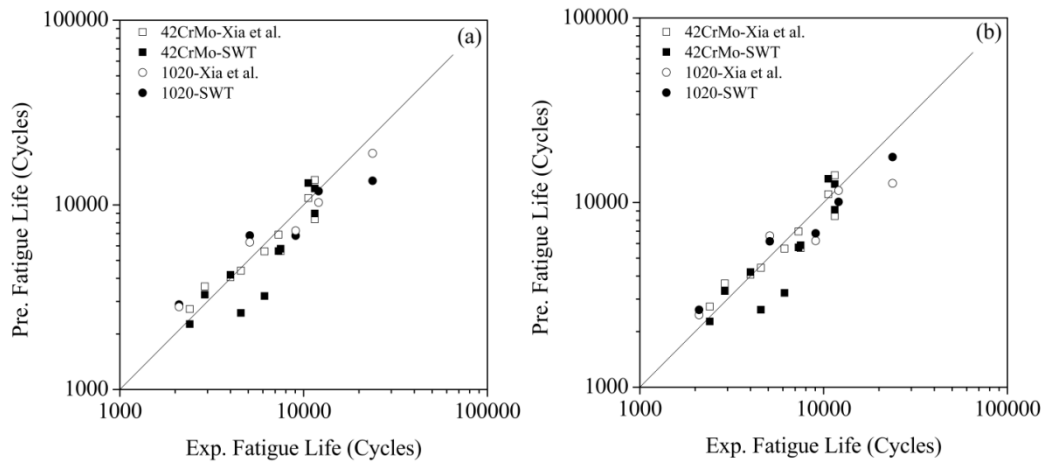 100000
(a)
42CrMo-Xia et al.
42CrMo-SWT
1020-Xia et al.
1020-SWT
10000
1000
1000
10000
100000
Pre. Fatigue Life (Cycles)
Exp. Fatigue Life (Cycles)
100000
(b)
42CrMo-Xia et al.
42CrMo-SWT
1020-Xia et al.
1020-SWT
10000
1000
1000
10000
100000
Pre. Fatigue Life (Cycles)
Exp. Fatigue Life (Cycles)